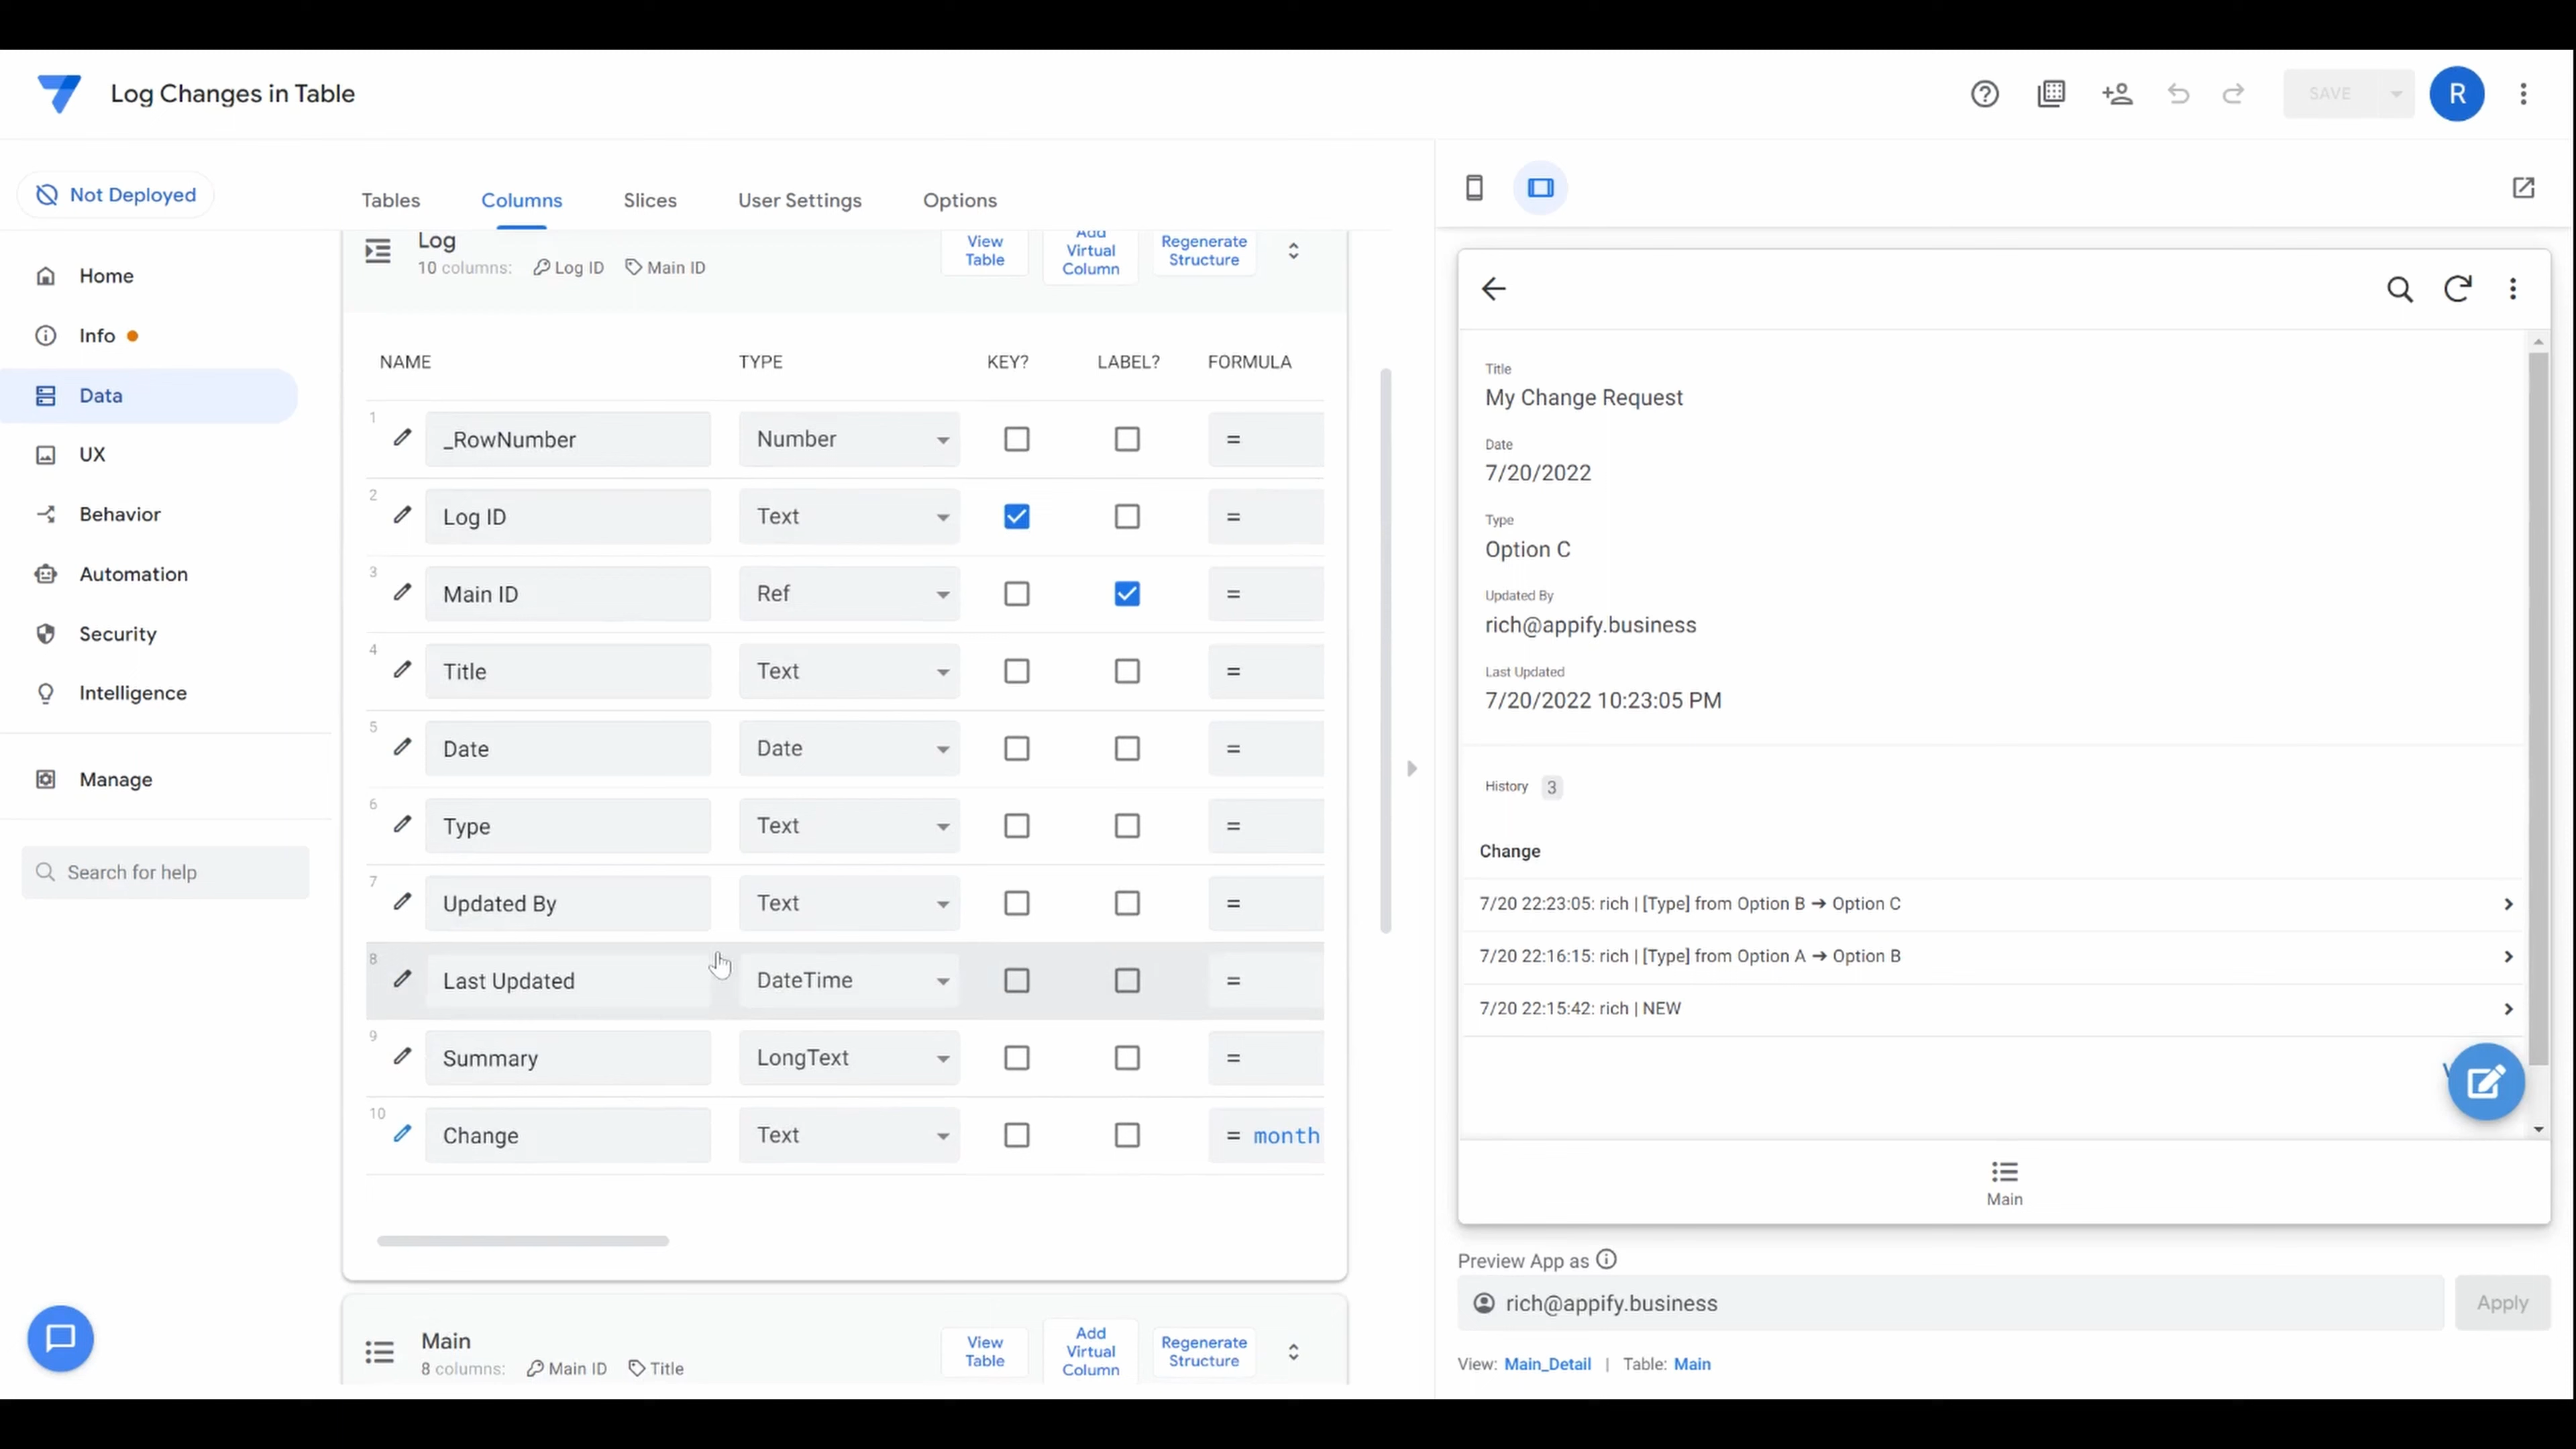 Log Changes in Table
SAVE
R
Not Deployed
Tables
Columns
Slices
User Settings
Options
Home
Info
Data
UX
Behavior
Automation
Security
Intelligence
Manage
Search for help
Log
10 columns: Log ID Main ID
View Table
Add Virtual Column
Regenerate Structure
NAME TYPE KEY? LABEL? FORMULA
1 _RowNumber Number =
2 Log ID Text =
3 Main ID Ref =
4 Title Text =
5 Date Date =
6 Type Text =
7 Updated By Text =
8 Last Updated DateTime =
9 Summary LongText =
10 Change Text = month
Main
8 columns: Main ID Title
View Table
Add Virtual Column
Regenerate Structure
Title
My Change Request
Date
7/20/2022
Type
Option C
Updated By
rich@appify.business
Last Updated
7/20/2022 10:23:05 PM
History 3
Change
7/20 22:23:05: rich | [Type] from Option B ➔ Option C
7/20 22:16:15: rich | [Type] from Option A ➔ Option B
7/20 22:15:42: rich | NEW
Main
Preview App as
rich@appify.business
Apply
View: Main_Detail | Table: Main